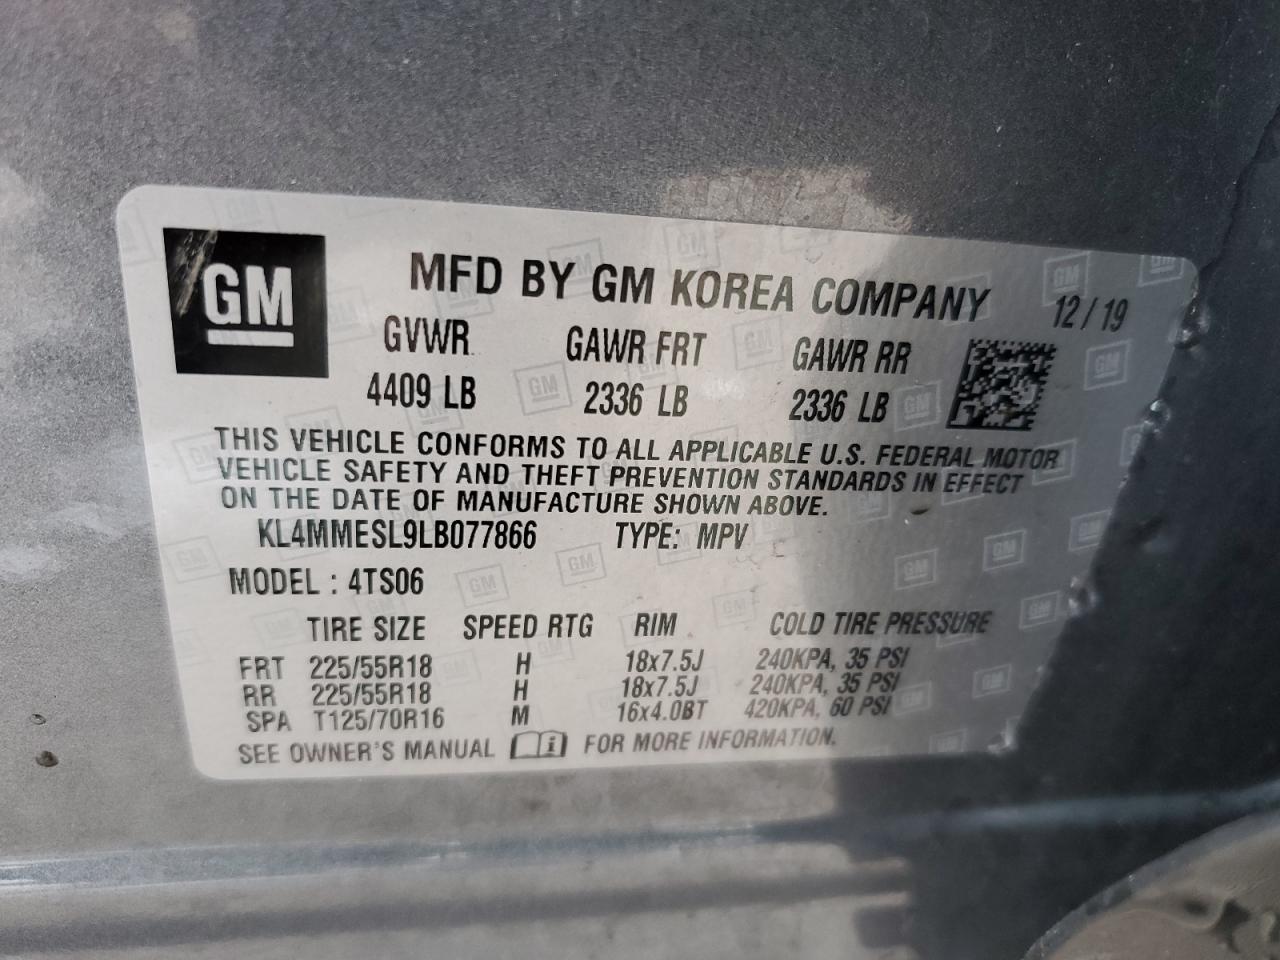 GM
MFD BY GM KOREA COMPANY 12/19
GVWR GAWR FRT GAWR RR
4409 LB 2336 LB 2336 LB
THIS VEHICLE CONFORMS TO ALL APPLICABLE U.S. FEDERAL MOTOR
VEHICLE SAFETY AND THEFT PREVENTION STANDARDS IN EFFECT
ON THE DATE OF MANUFACTURE SHOWN ABOVE.
KL4MMESL9LB077866 TYPE: MPV
MODEL : 4TS06
TIRE SIZE SPEED RTG RIM COLD TIRE PRESSURE
FRT 225/55R18 H 18x7.5J 240KPA, 35 PSI
RR 225/55R18 H 18x7.5J 240KPA, 35 PSI
SPA T125/70R16 M 16x4.0BT 420KPA, 60 PSI
SEE OWNER'S MANUAL i FOR MORE INFORMATION.